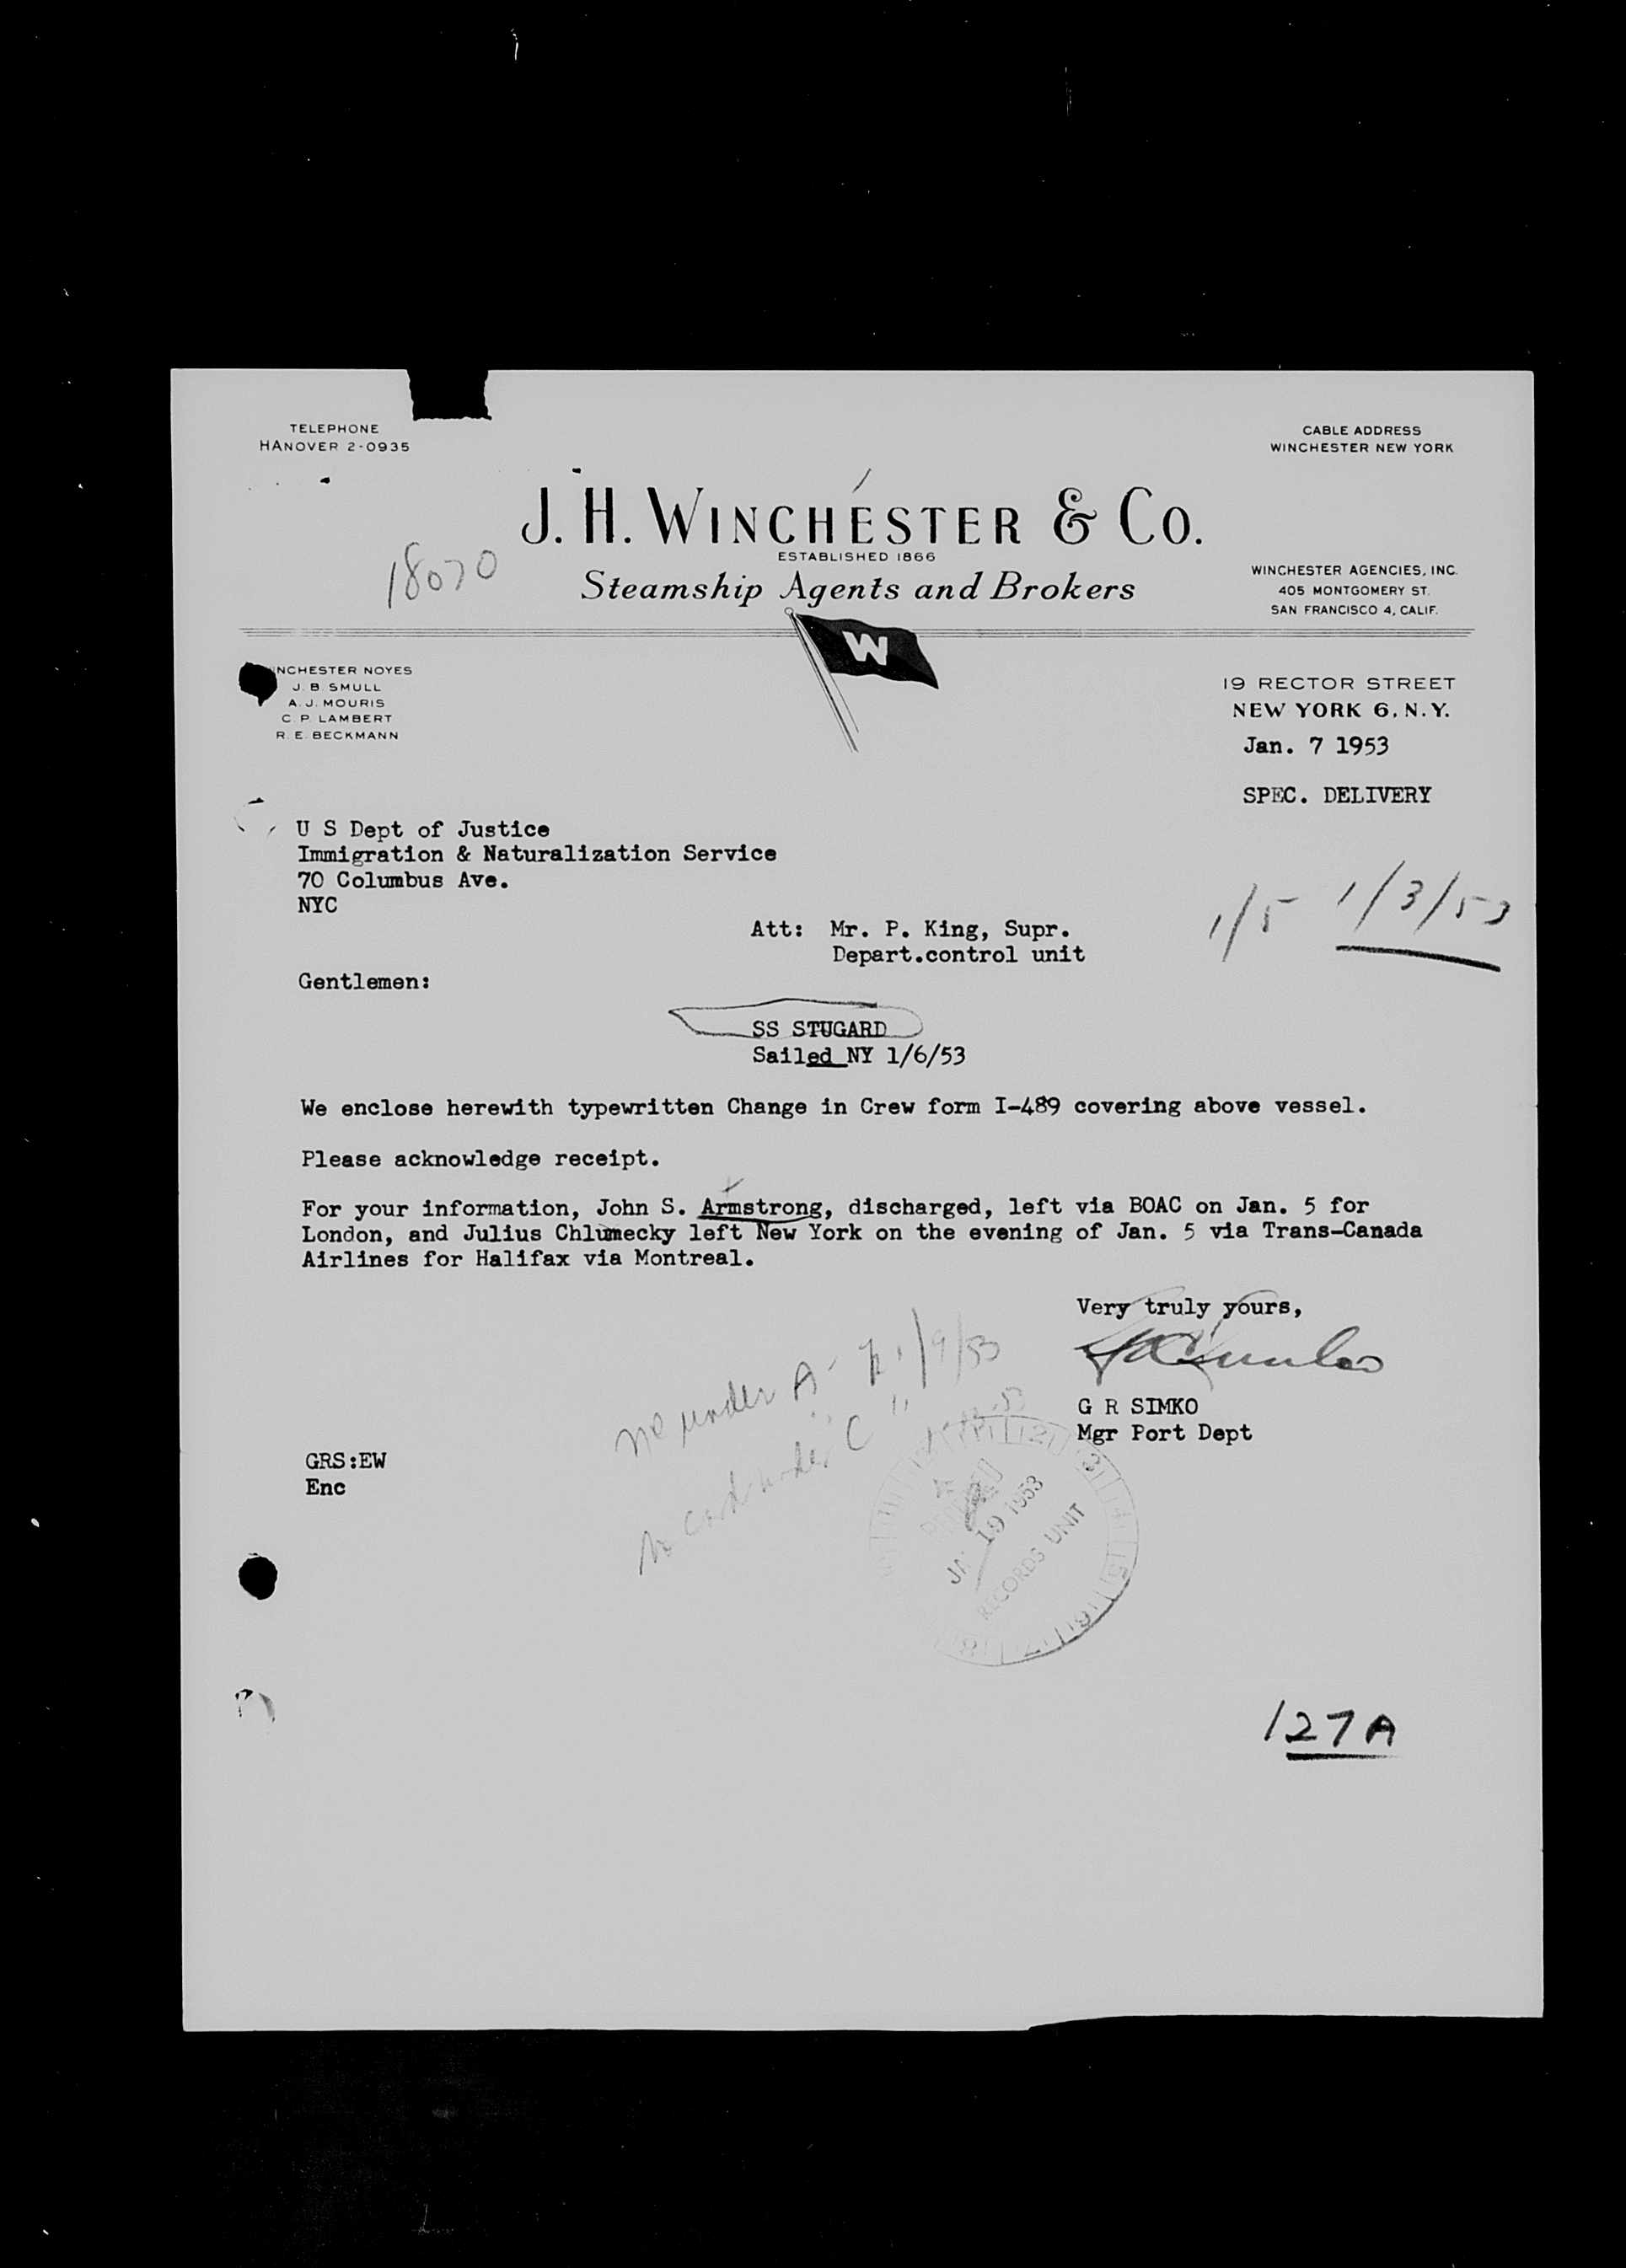 TELEPHONE
HANOVER 2-0935
CABLE ADDRESS
WINCHESTER NEW YORK
J. H. WINCHESTER & CO.
ESTABLISHED 1866
Steamship Agents and Brokers
18070
WINCHESTER AGENCIES, INC.
405 MONTGOMERY ST.
SAN FRANCISCO 4, CALIF.
W
NCHESTER NOYES
J. B. SMULL
A. J. MOURIS
C. P. LAMBERT
R. E. BECKMANN
19 RECTOR STREET
NEW YORK 6, N.Y.
Jan. 7 1953
SPEC. DELIVERY
U S Dept of Justice
Immigration & Naturalization Service
70 Columbus Ave.
NYC
Att: Mr. P. King, Supr.
Depart.control unit
1/5 1/3/53
Gentlemen:
SS STUGARD
Sailed NY 1/6/53
We enclose herewith typewritten Change in Crew form I-489 covering above vessel.
Please acknowledge receipt.
For your information, John S. Armstrong, discharged, left via BOAC on Jan. 5 for
London, and Julius Chlumecky left New York on the evening of Jan. 5 via Trans-Canada
Airlines for Halifax via Montreal.
Very truly yours,
G R SIMKO
Mgr Port Dept
under A- 1/9/53
under "C"
GRS:EW
Enc
19 1953
RECORDS UNIT
127A